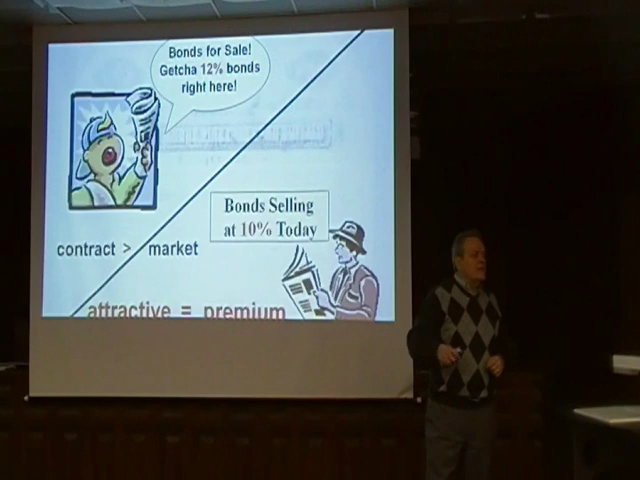 Bonds for Sale!
Getcha 12% bonds
right here!
Bonds Selling
at 10% Today
contract > market
attractive = premium